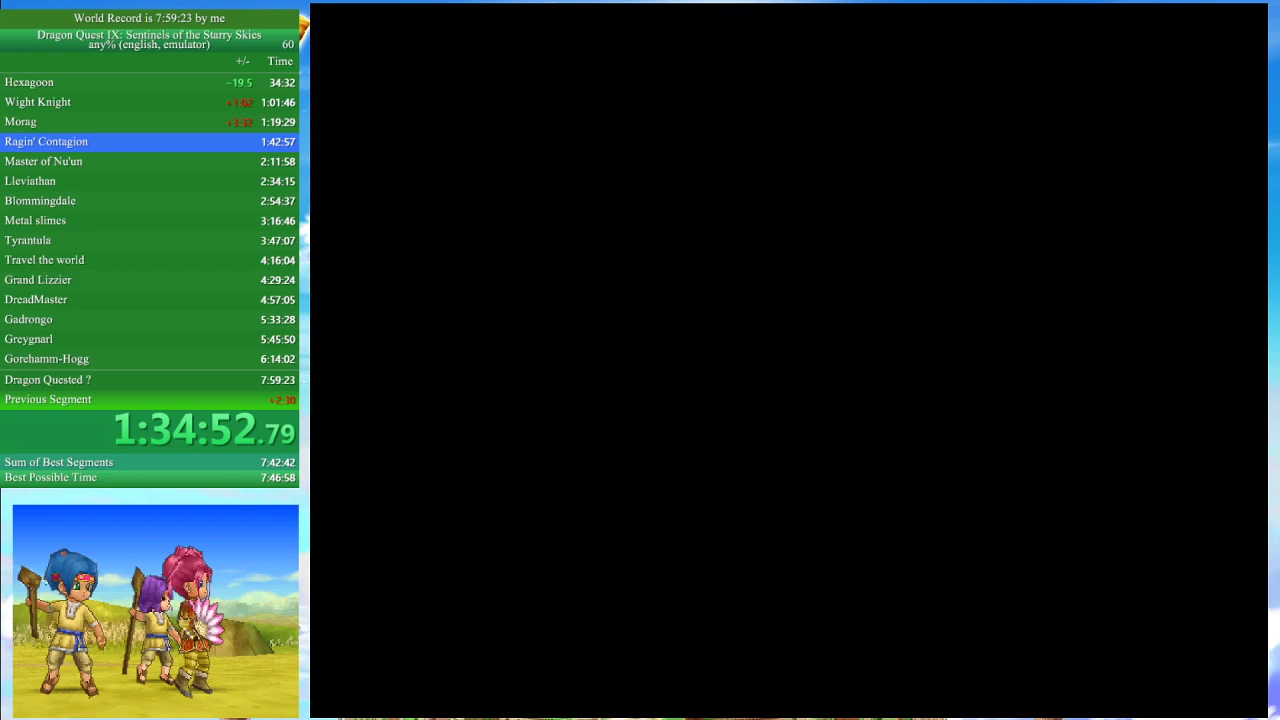 World Record is 7:59:23 by me
Dragon Quest IX: Sentinels of the Starry Skies
any% (english, emulator) 60
+/- Time
Hexagoon −19.5 34:32
Wight Knight +1:02 1:01:46
Morag +3:32 1:19:29
Ragin' Contagion 1:42:57
Master of Nu'un 2:11:58
Lleviathan 2:34:15
Blommingdale 2:54:37
Metal slimes 3:16:46
Tyrantula 3:47:07
Travel the world 4:16:04
Grand Lizzier 4:29:24
DreadMaster 4:57:05
Gadrongo 5:33:28
Greygnarl 5:45:50
Gorehamm-Hogg 6:14:02
Dragon Quested ? 7:59:23
Previous Segment +2:30
1:34:52.79
Sum of Best Segments 7:42:42
Best Possible Time 7:46:58